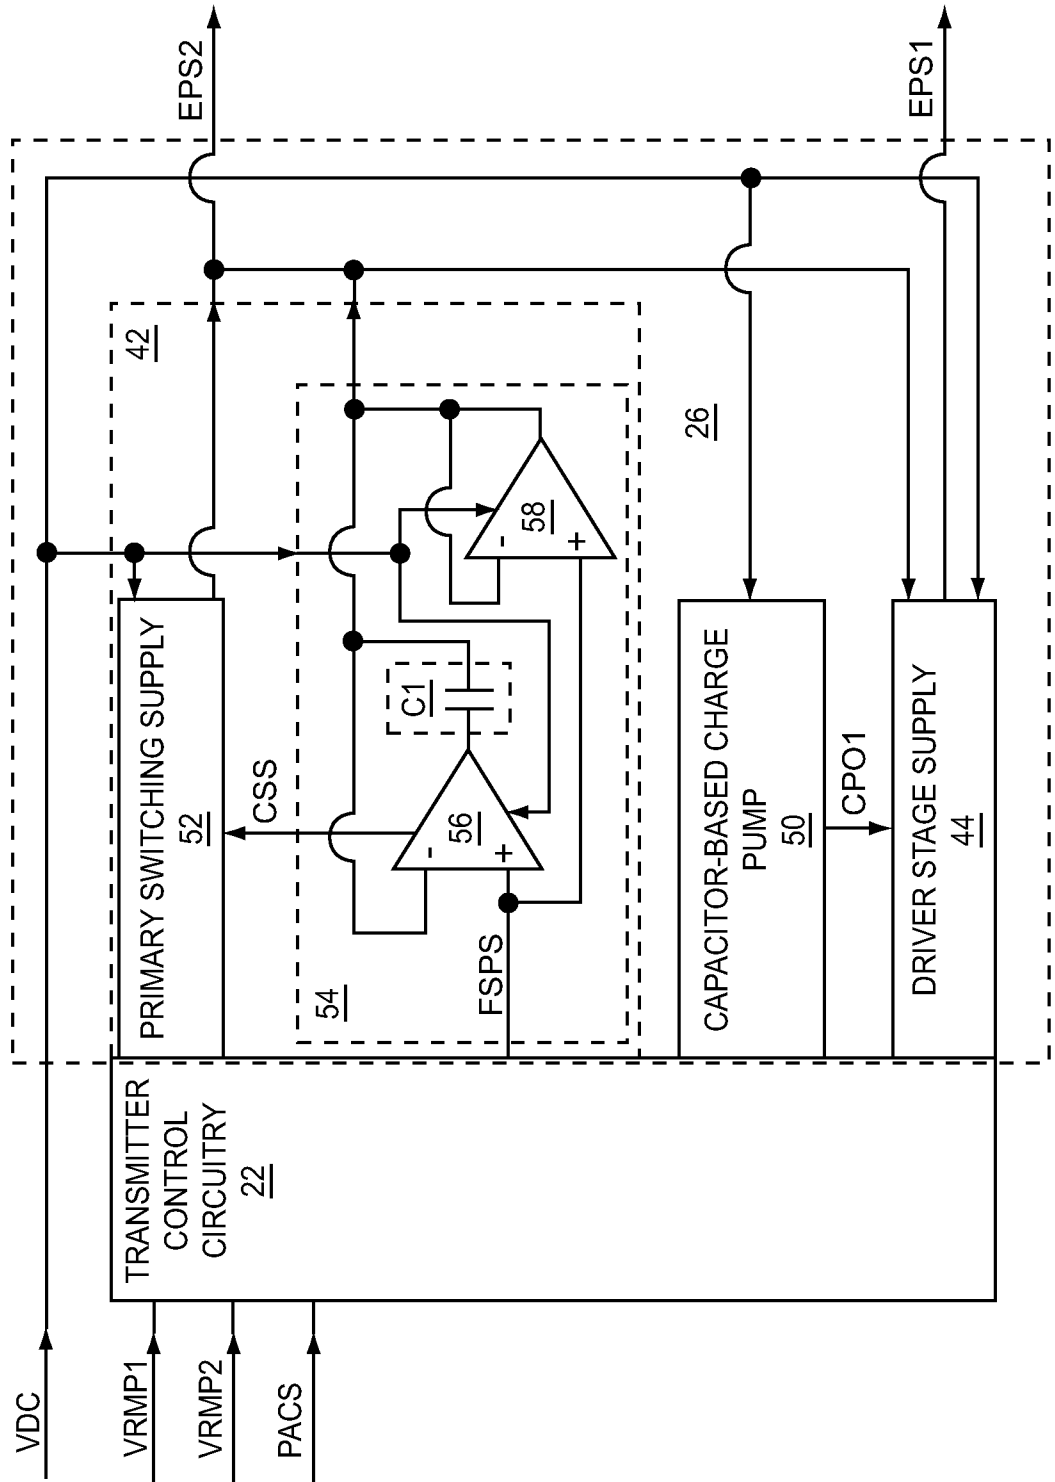 VDC
VRMP1
VRMP2
PACS
TRANSMITTER
CONTROL
CIRCUITRY
22
PRIMARY SWITCHING SUPPLY
52
CSS
54
FSPS
-
56
+
C1
-
58
+
42
26
CAPACITOR-BASED CHARGE
PUMP
50
CPO1
DRIVER STAGE SUPPLY
44
EPS2
EPS1